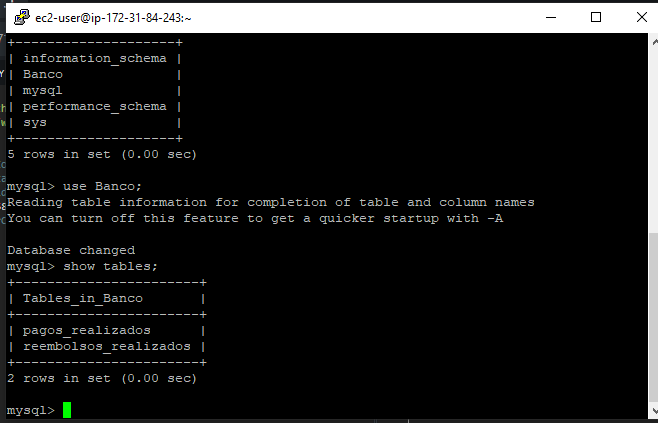 ec2-user@ip-172-31-84-243:~
+--------------------+
| information_schema |
| Banco              |
| mysql              |
| performance_schema |
| sys                |
+--------------------+
5 rows in set (0.00 sec)
mysql> use Banco;
Reading table information for completion of table and column names
You can turn off this feature to get a quicker startup with -A
Database changed
mysql> show tables;
+-----------------------+
| Tables_in_Banco       |
+-----------------------+
| pagos_realizados      |
| reembolsos_realizados |
+-----------------------+
2 rows in set (0.00 sec)
mysql>